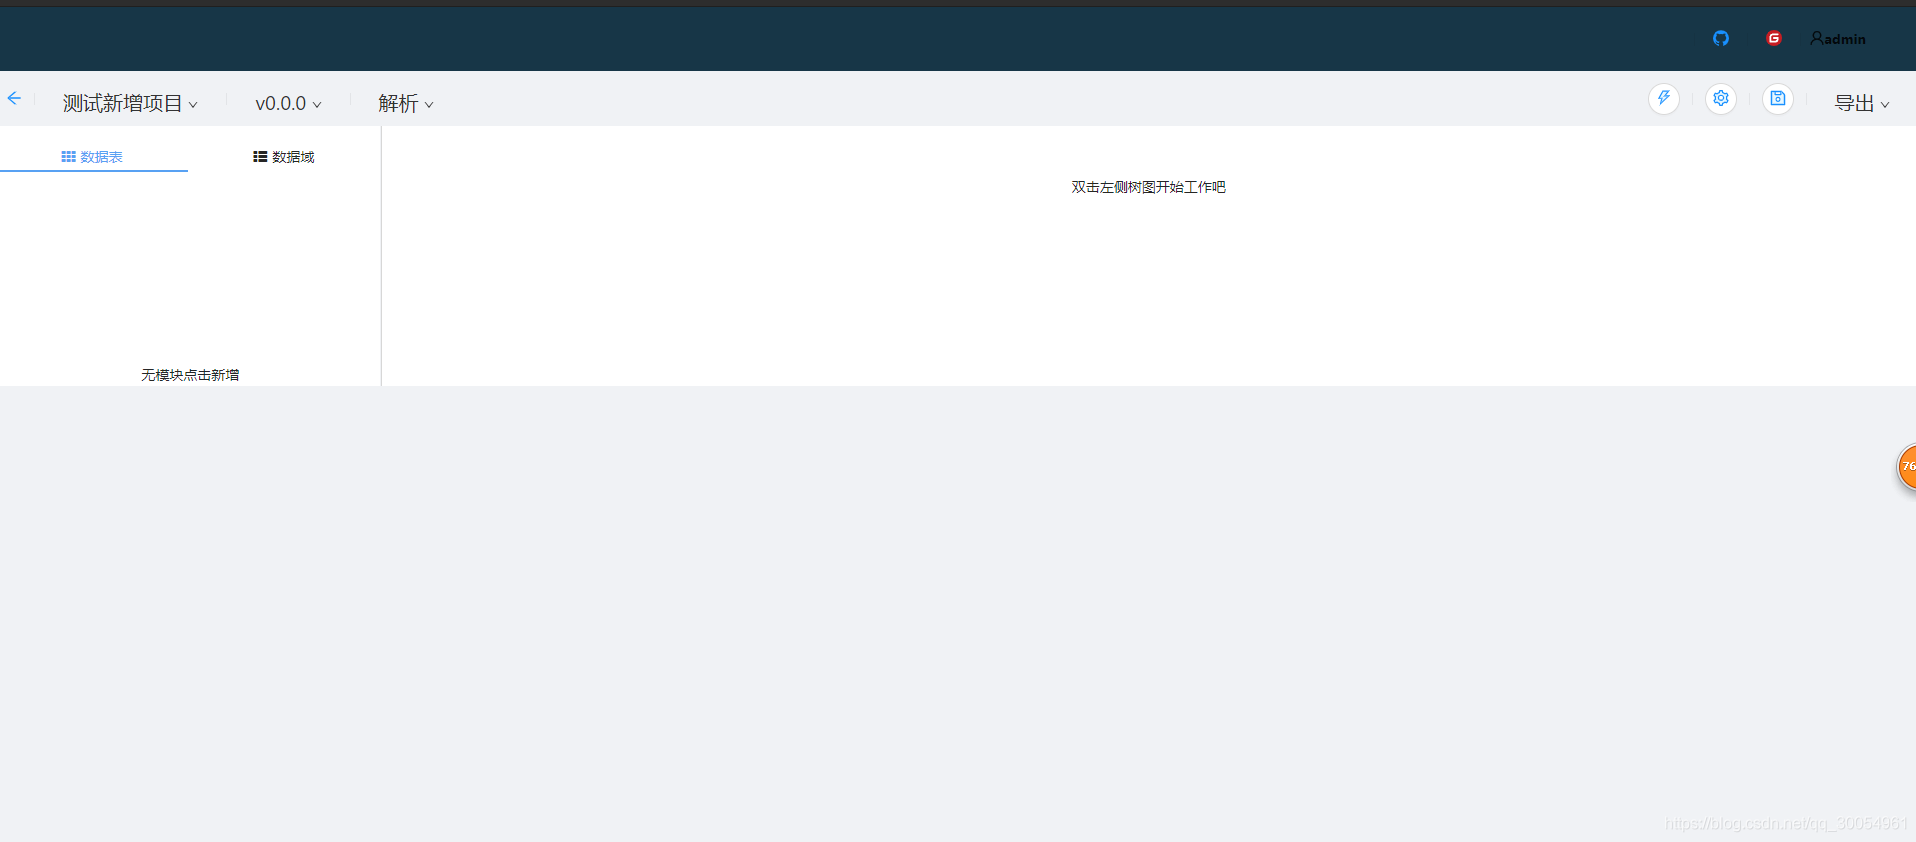 admin
测试新增项目 v0.0.0 解析 导出
数据表 数据域
双击左侧树图开始工作吧
无模块点击新增
76
https://blog.csdn.net/qq_30054961